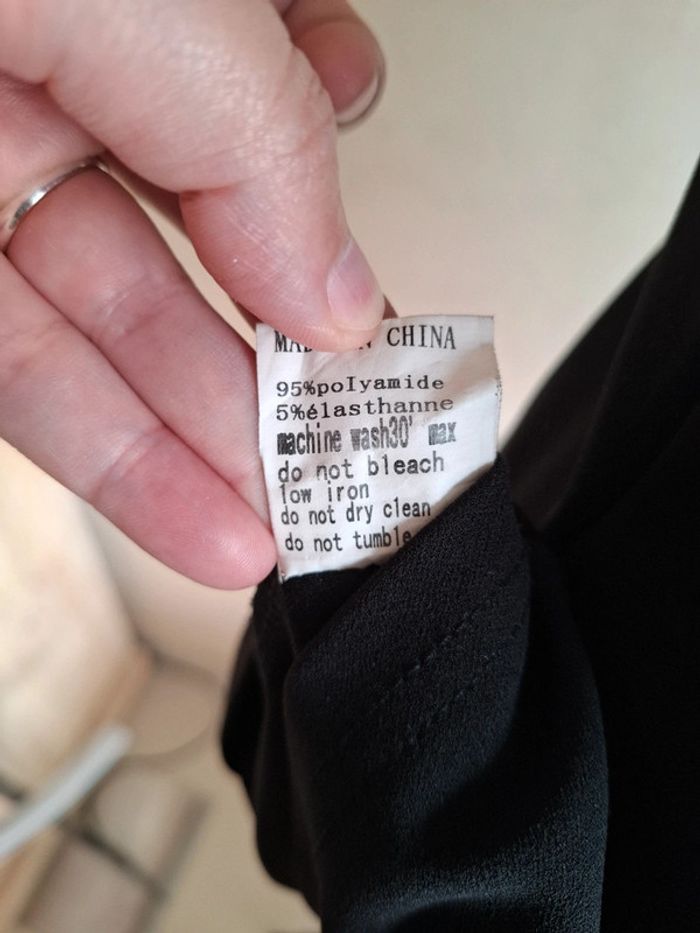 CHINA
95%polyamide
5%élasthanne
machine wash30' max
do not bleach
low iron
do not dry clean
do not tumble